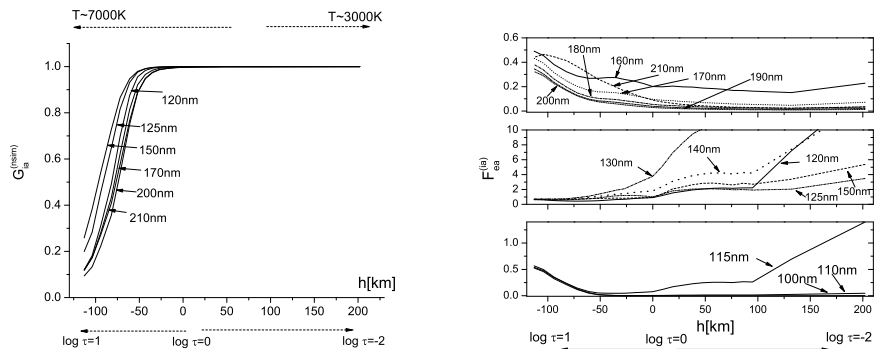 T~7000K
T~3000K
1.0
0.8
0.6
0.4
0.2
0.0
G_ia^(nsim)
120nm
125nm
150nm
170nm
200nm
210nm
h[km]
-100 -50 0 50 100 150 200
log τ=1
log τ=0
log τ=-2
0.6
0.4
0.2
0.0
180nm
160nm
210nm
170nm
190nm
200nm
10
8
6
4
2
0
F_ea^(ia)
130nm
140nm
120nm
150nm
125nm
1.5
1.0
0.5
0.0
115nm
100nm
110nm
-100 -50 0 50 100 150 200
h[km]
log τ=1
log τ=0
log τ=-2